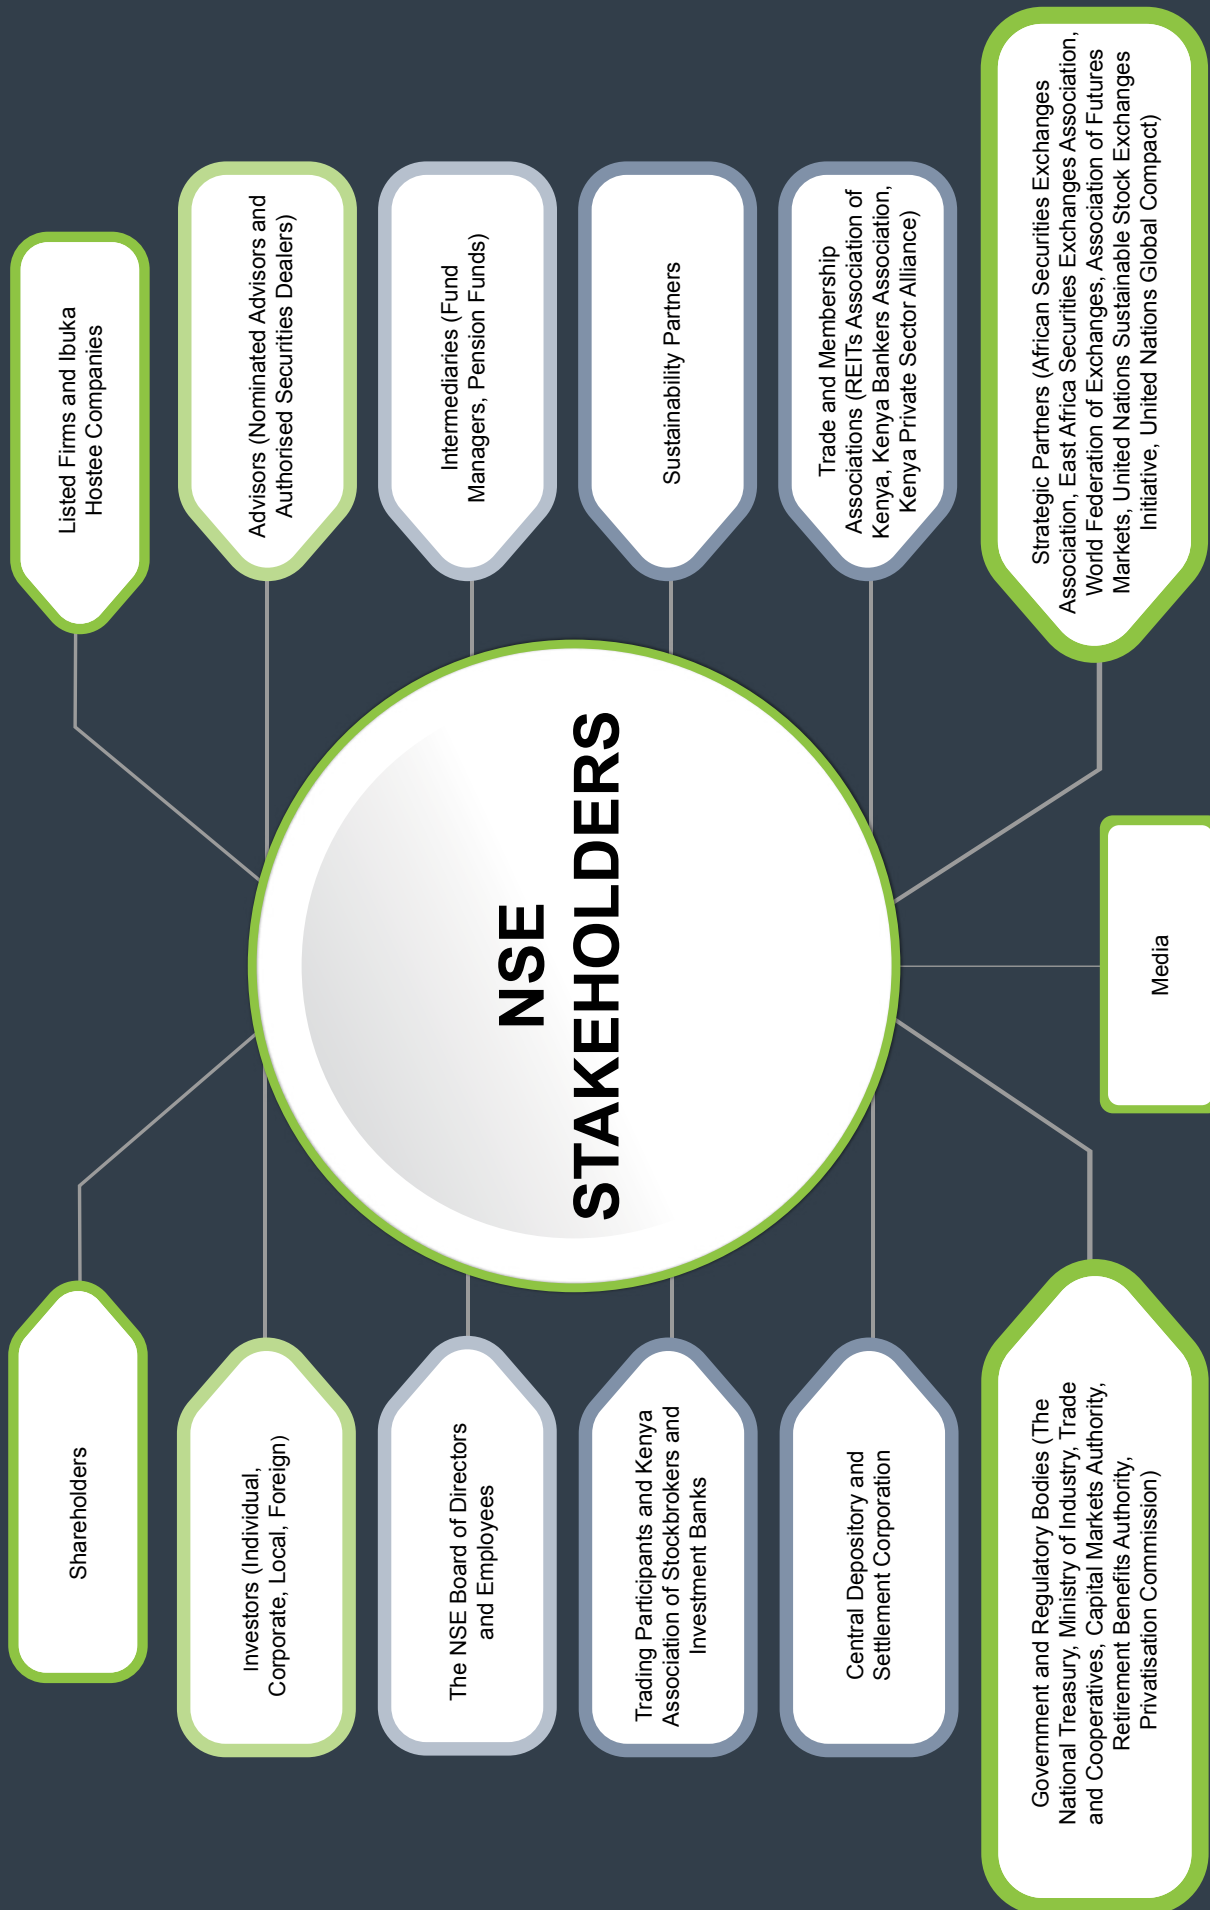 NSE
STAKEHOLDERS
Shareholders
Investors (Individual,
Corporate, Local, Foreign)
The NSE Board of Directors
and Employees
Trading Participants and Kenya
Association of Stockbrokers and
Investment Banks
Central Depository and
Settlement Corporation
Government and Regulatory Bodies (The
National Treasury, Ministry of Industry, Trade
and Cooperatives, Capital Markets Authority,
Retirement Benefits Authority,
Privatisation Commission)
Media
Listed Firms and Ibuka
Hostee Companies
Advisors (Nominated Advisors and
Authorised Securities Dealers)
Intermediaries (Fund
Managers, Pension Funds)
Sustainability Partners
Trade and Membership
Associations (REITs Association of
Kenya, Kenya Bankers Association,
Kenya Private Sector Alliance)
Strategic Partners (African Securities Exchanges
Association, East Africa Securities Exchanges Association,
World Federation of Exchanges, Association of Futures
Markets, United Nations Sustainable Stock Exchanges
Initiative, United Nations Global Compact)